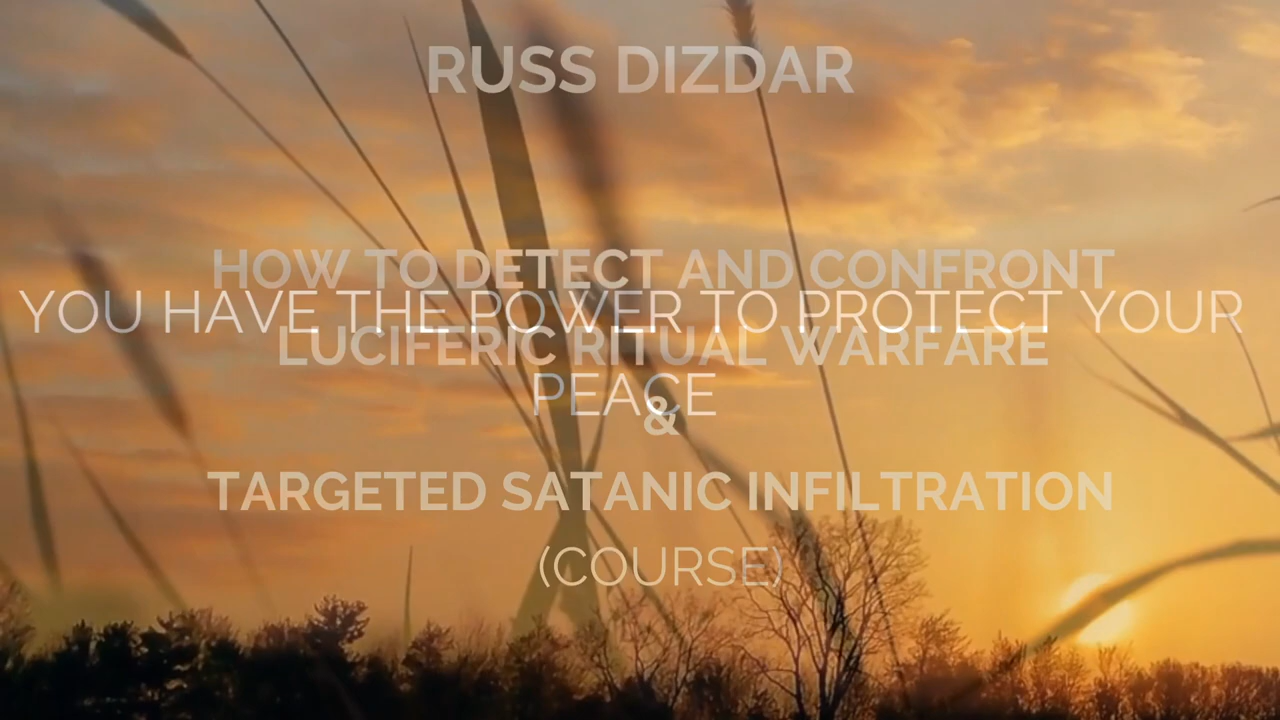 RUSS DIZDAR
HOW TO DETECT AND CONFRONT
YOU HAVE THE POWER TO PROTECT YOUR
LUCIFERIC RITUAL WARFARE
PEACE
&
TARGETED SATANIC INFILTRATION
(COURSE)